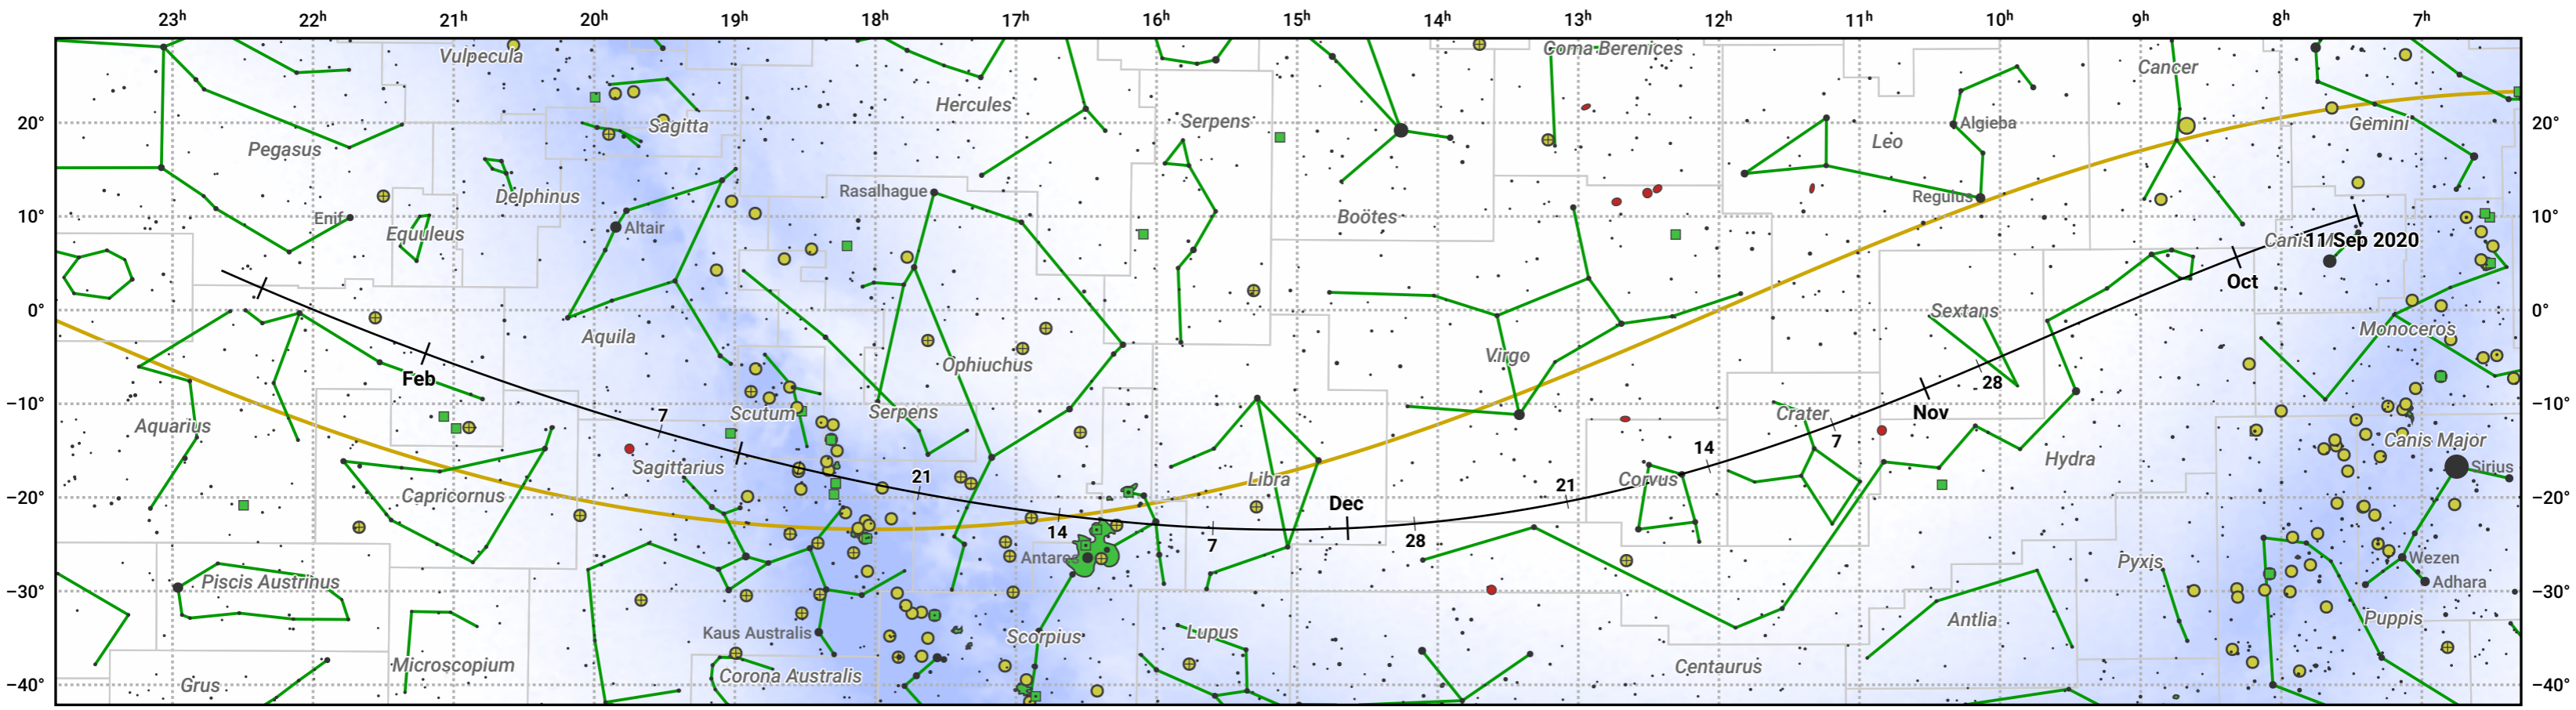 23h 22h 21h 20h 19h 18h 17h 16h 15h 14h 13h 12h 11h 10h 9h 8h 7h
Vulpecula
Coma Berenices
Cancer
Hercules
20°
Sagitta
Serpens
Algieba
Gemini
20°
Pegasus
Leo
Delphinus
Rasalhague
Regulus
10°
Enif
Altair
Boötes
10°
Equuleus
11/Sep 2020
Oct
0°
Aquila
Sextans
0°
Monoceros
Ophiuchus
Virgo
Feb
28
−10°
Aquarius
7
Scutum
Serpens
Crater
Nov
−10°
7
14
Canis Major
Sagittarius
Hydra
Sirius
21
Libra
Corvus
21
−20°
Capricornus
Dec
−20°
14
7
28
Antares
Pyxis
Wezen
Piscis Austrinus
Adhara
−30°
−30°
Kaus Australis
Scorpius
Lupus
Antlia
Puppis
Microscopium
Corona Australis
Centaurus
−40°
Grus
−40°